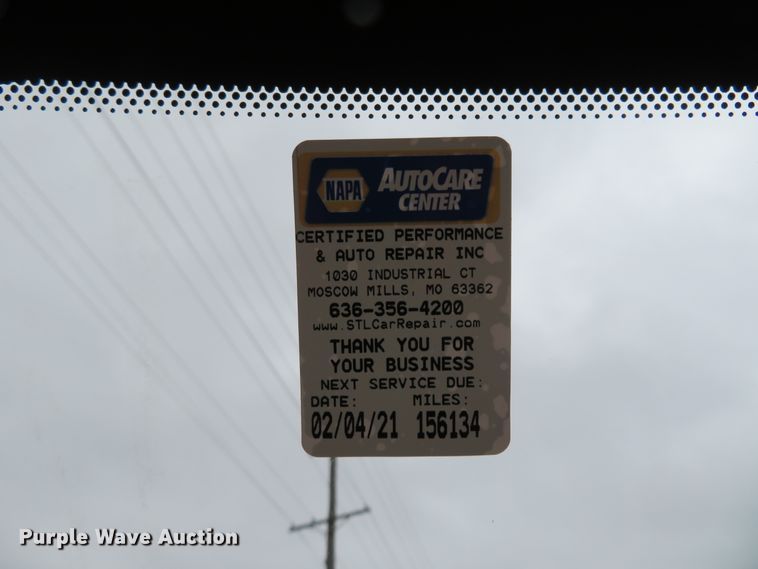 NAPA AUTOCARE
CENTER
CERTIFIED PERFORMANCE
& AUTO REPAIR INC
1030 INDUSTRIAL CT
MOSCOW MILLS, MO 63362
636-356-4200
www.STLCarRepair.com
THANK YOU FOR
YOUR BUSINESS
NEXT SERVICE DUE:
DATE: MILES:
02/04/21 156134
Purple Wave Auction